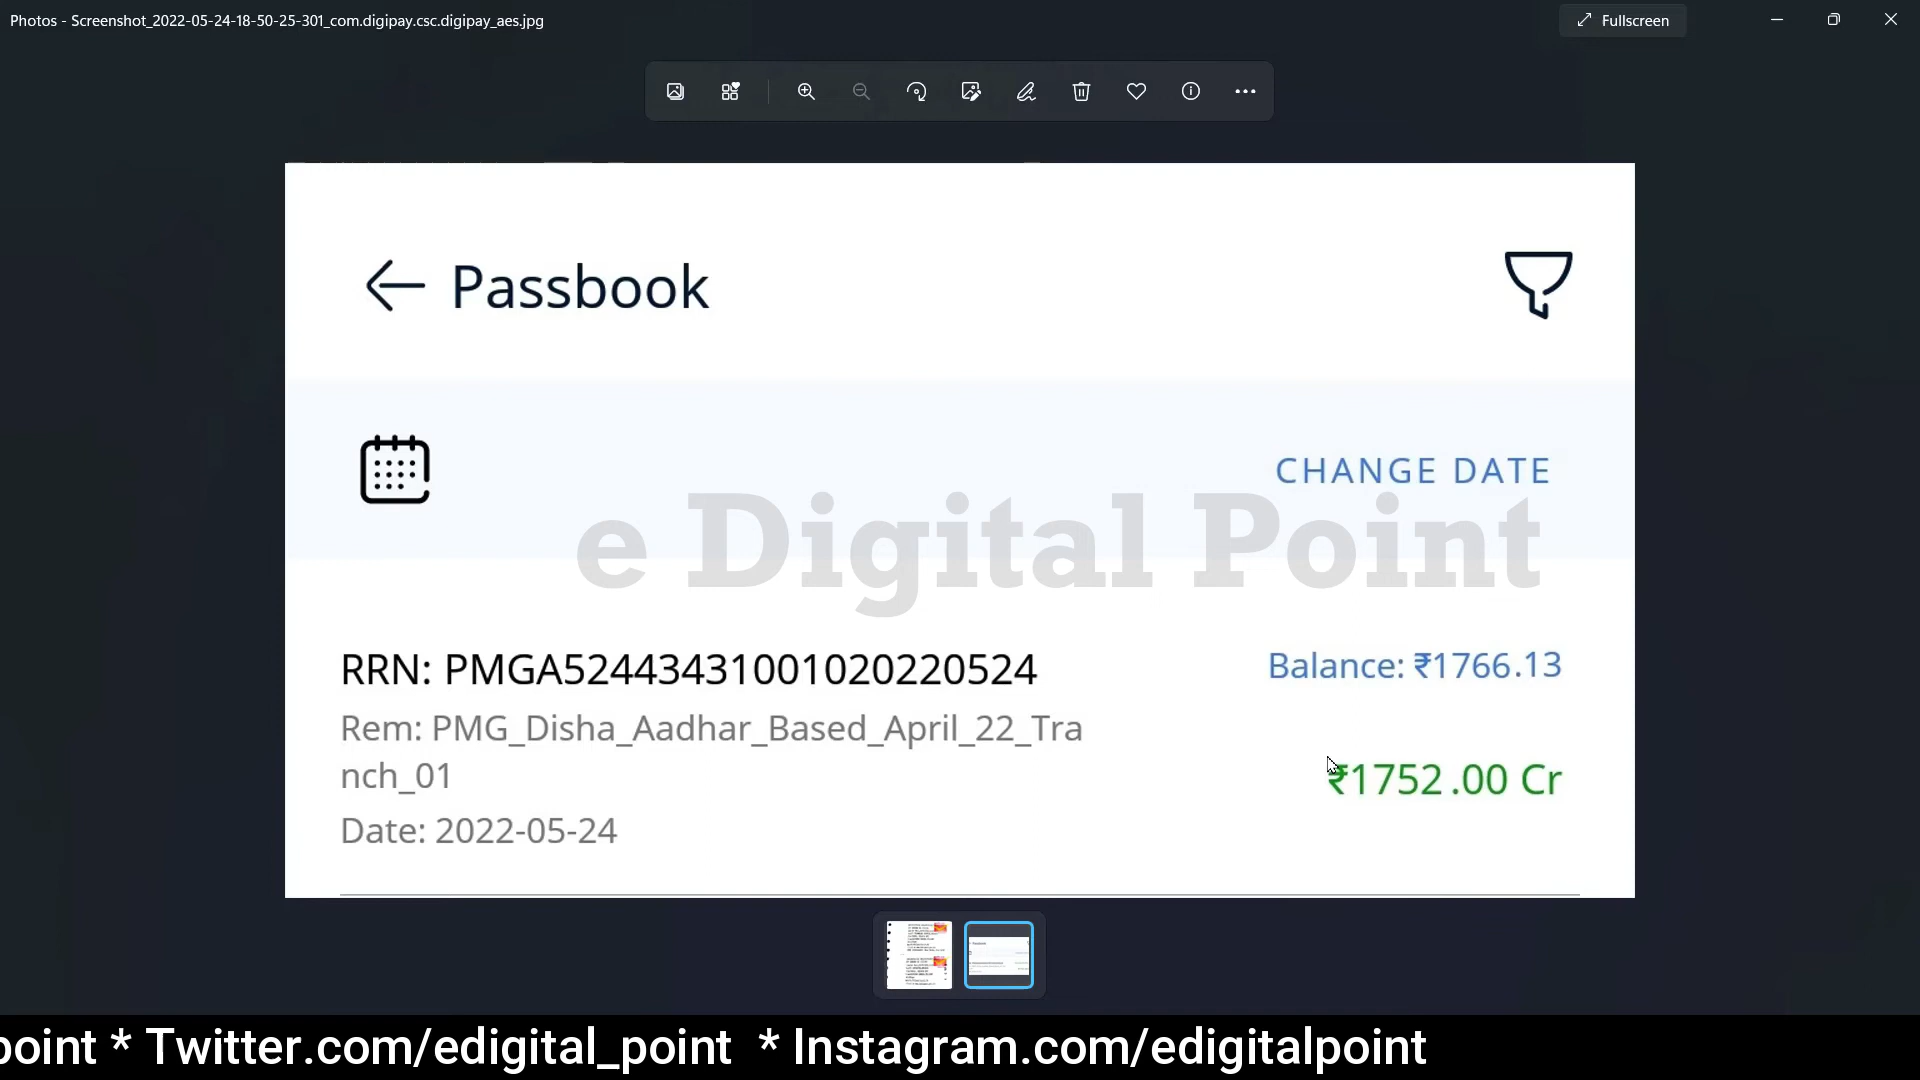 Photos - Screenshot_2022-05-24-18-50-25-301_com.digipay.csc.digipay_aes.jpg
Fullscreen
Passbook
CHANGE DATE
e Digital Point
RRN: PMGA52443431001020220524
Balance: ₹1766.13
Rem: PMG_Disha_Aadhar_Based_April_22_Tra
nch_01
₹1752.00 Cr
Date: 2022-05-24
point * Twitter.com/edigital_point * Instagram.com/edigitalpoint